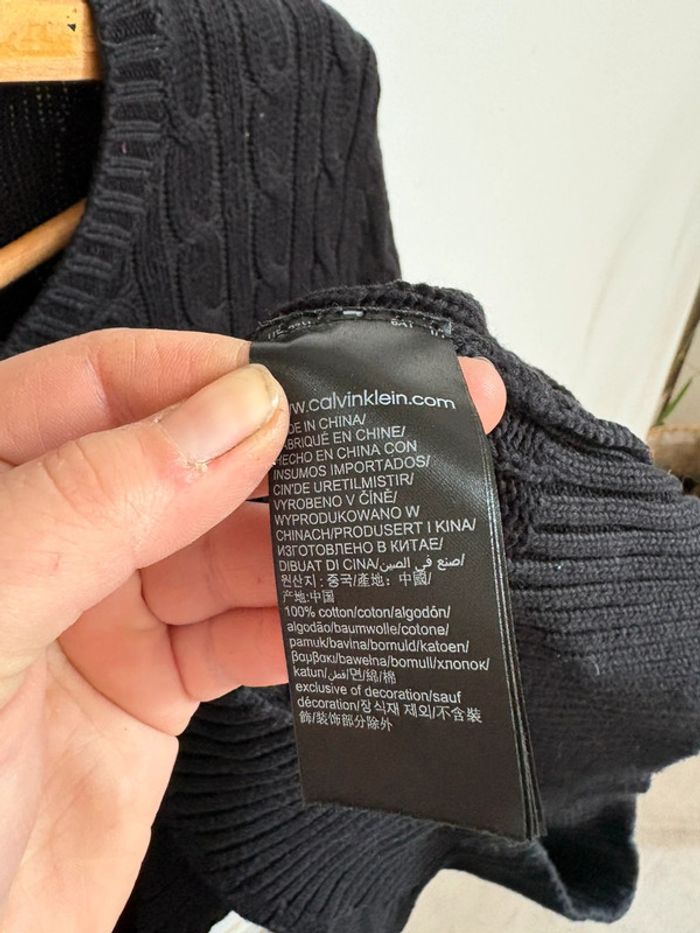 w.calvinklein.com
DE IN CHINA/
ABRIQUÉ EN CHINE/
HECHO EN CHINA CON
INSUMOS IMPORTADOS/
CIN'DE URETILMISTIR/
VYROBENO V ČÍNĚ/
WYPRODUKOWANO W
CHINACH/PRODUSERT I KINA/
ИЗГОТОВЛЕНО В КИТАЕ/
DIBUAT DI CINA/صنع في الصين/
원산지 : 중국/產地：中國/
产地:中国
100% cotton/coton/algodón/
algodão/baumwolle/cotone/
pamuk/bavlna/bomuld/katoen/
βαμβακι/bawełna/bomull/хлопок/
katun/قطن/면/綿/棉
exclusive of decoration/sauf
décoration/장식재 제외/不含裝
飾/装饰部分除外